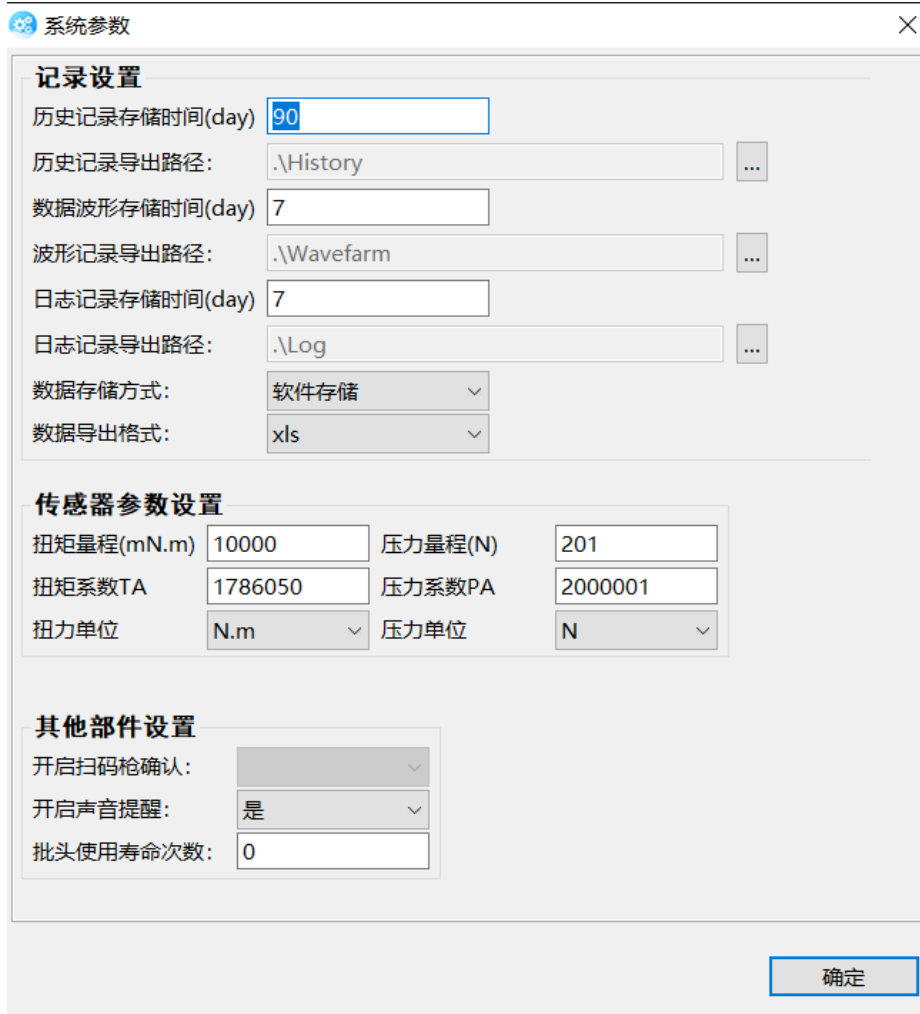 系统参数
记录设置
历史记录存储时间(day) 90
历史记录导出路径: .\History ...
数据波形存储时间(day) 7
波形记录导出路径: .\Wavefarm ...
日志记录存储时间(day) 7
日志记录导出路径: .\Log ...
数据存储方式: 软件存储
数据导出格式: xls
传感器参数设置
扭矩量程(mN.m) 10000 压力量程(N) 201
扭矩系数TA 1786050 压力系数PA 2000001
扭力单位 N.m 压力单位 N
其他部件设置
开启扫码枪确认:
开启声音提醒: 是
批头使用寿命次数: 0
确定